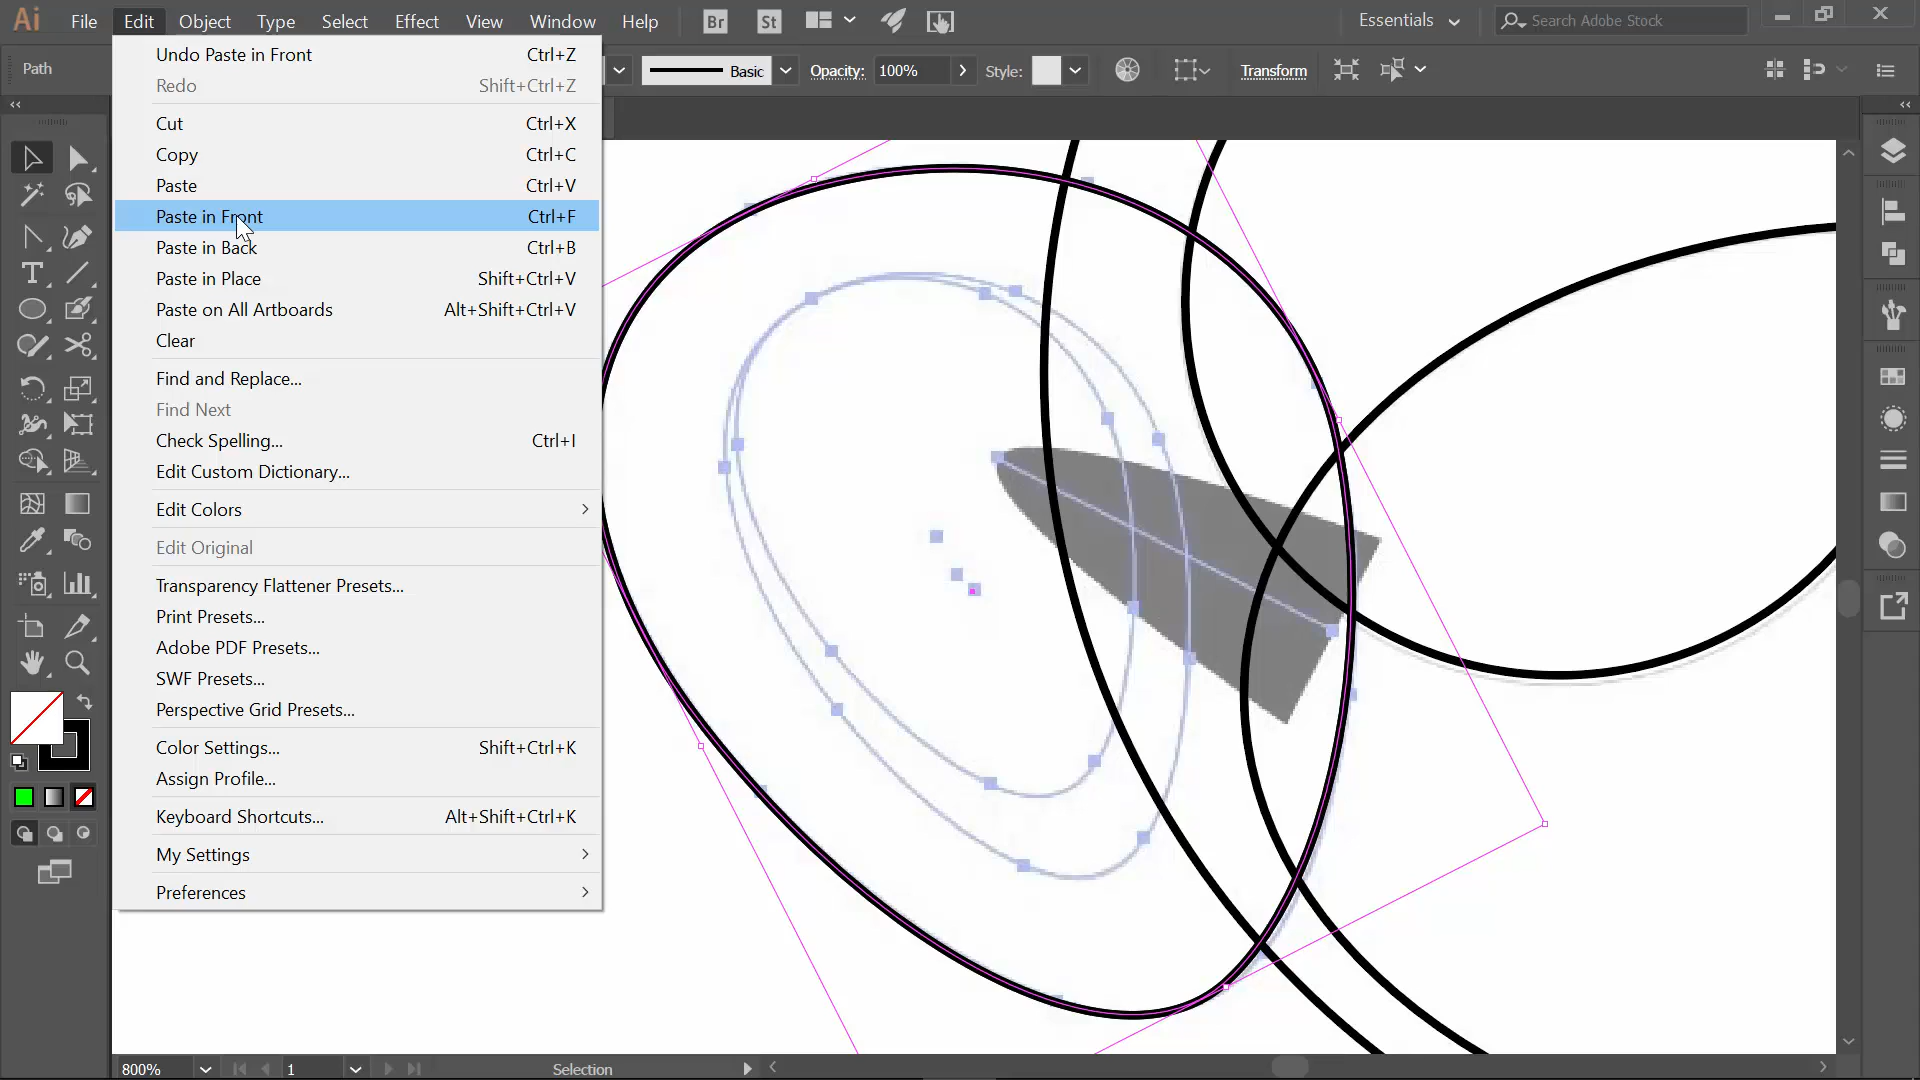 Ai File Edit Object Type Select Effect View Window Help Br St Essentials Search Adobe Stock
Path Basic Opacity: 100% Style: Transform
Undo Paste in Front Ctrl+Z
Redo Shift+Ctrl+Z
Cut Ctrl+X
Copy Ctrl+C
Paste Ctrl+V
Paste in Front Ctrl+F
Paste in Back Ctrl+B
Paste in Place Shift+Ctrl+V
Paste on All Artboards Alt+Shift+Ctrl+V
Clear
Find and Replace...
Find Next
Check Spelling... Ctrl+I
Edit Custom Dictionary...
Edit Colors
Edit Original
Transparency Flattener Presets...
Print Presets...
Adobe PDF Presets...
SWF Presets...
Perspective Grid Presets...
Color Settings... Shift+Ctrl+K
Assign Profile...
Keyboard Shortcuts... Alt+Shift+Ctrl+K
My Settings
Preferences
800% 1 Selection